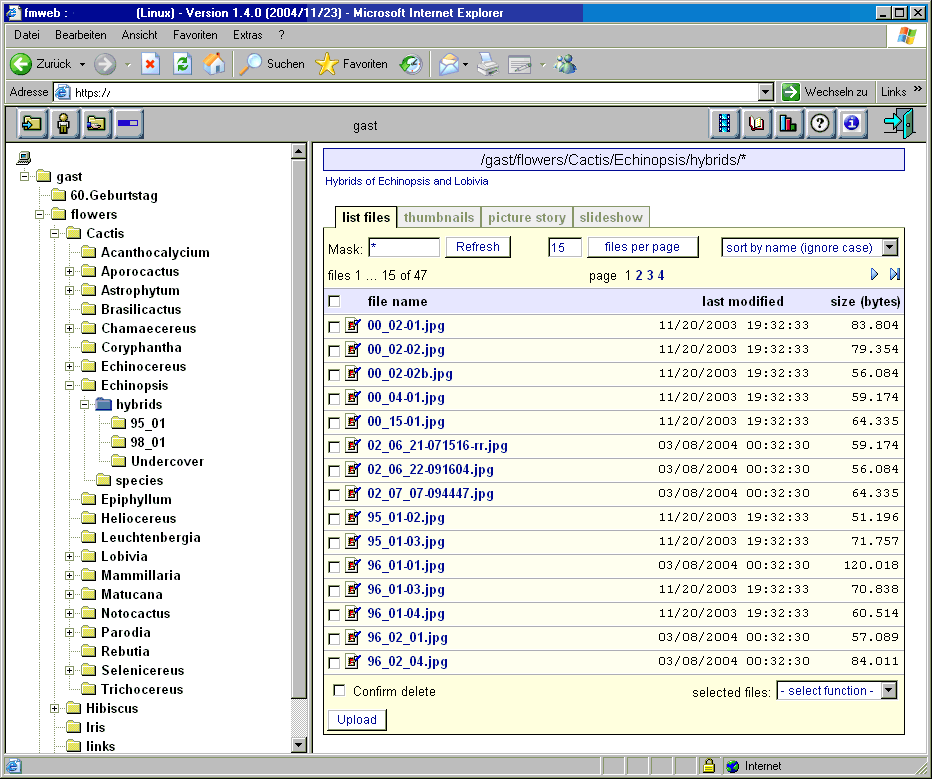 fmweb : (Linux) - Version 1.4.0 (2004/11/23) : - Microsoft Internet Explorer
Datei Bearbeiten Ansicht Favoriten Extras ?
Zurück Suchen Favoriten
Adresse https:// Wechseln zu Links »
gast
gast
60.Geburtstag
flowers
Cactis
Acanthocalycium
Aporocactus
Astrophytum
Brasilicactus
Chamaecereus
Coryphantha
Echinocereus
Echinopsis
hybrids
95_01
98_01
Undercover
species
Epiphyllum
Heliocereus
Leuchtenbergia
Lobivia
Mammillaria
Matucana
Notocactus
Parodia
Rebutia
Selenicereus
Trichocereus
Hibiscus
Iris
links
/gast/flowers/Cactis/Echinopsis/hybrids/*
Hybrids of Echinopsis and Lobivia
list files thumbnails picture story slideshow
Mask: * Refresh 15 files per page sort by name (ignore case)
files 1 ... 15 of 47 page 1 2 3 4
file name last modified size (bytes)
00_02-01.jpg 11/20/2003 19:32:33 83.804
00_02-02.jpg 11/20/2003 19:32:33 79.354
00_02-02b.jpg 11/20/2003 19:32:33 56.084
00_04-01.jpg 11/20/2003 19:32:33 59.174
00_15-01.jpg 11/20/2003 19:32:33 64.335
02_06_21-071516-rr.jpg 03/08/2004 00:32:30 59.174
02_06_22-091604.jpg 03/08/2004 00:32:30 56.084
02_07_07-094447.jpg 03/08/2004 00:32:30 64.335
95_01-02.jpg 11/20/2003 19:32:33 51.196
95_01-03.jpg 11/20/2003 19:32:33 71.757
96_01-01.jpg 03/08/2004 00:32:30 120.018
96_01-03.jpg 11/20/2003 19:32:33 70.838
96_01-04.jpg 11/20/2003 19:32:33 60.514
96_02_01.jpg 03/08/2004 00:32:30 57.089
96_02_04.jpg 03/08/2004 00:32:30 84.011
Confirm delete selected files: - select function -
Upload
Internet